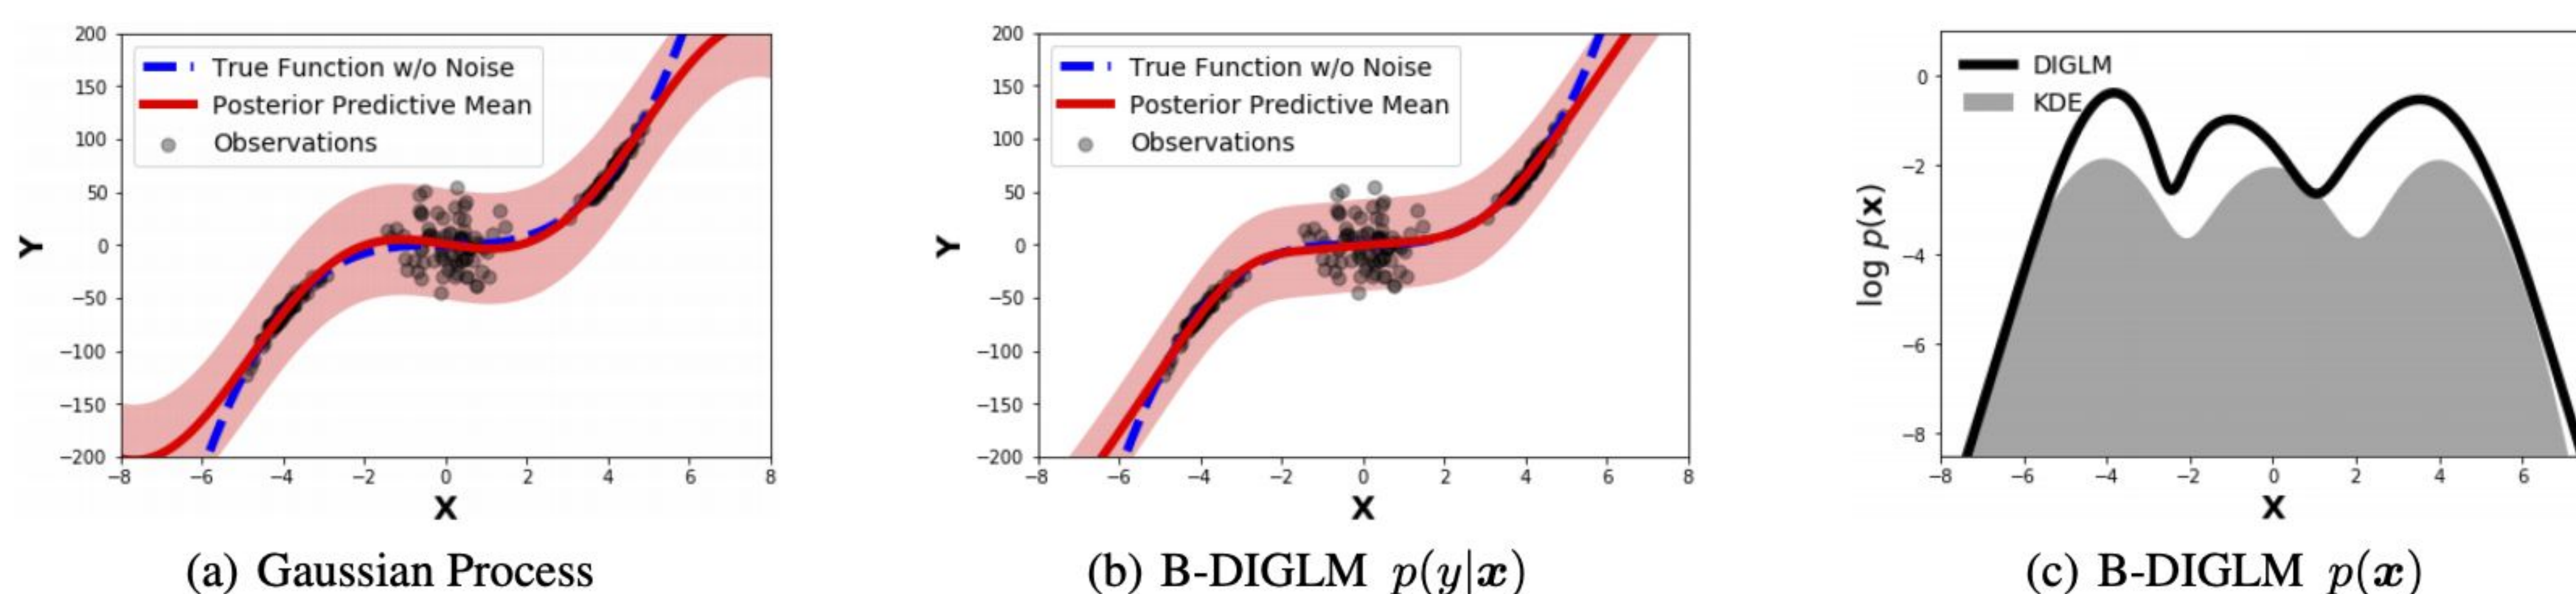 200
150
100
50
0
−50
−100
−150
−200
Y
True Function w/o Noise
Posterior Predictive Mean
Observations
−8 −6 −4 −2 0 2 4 6 8
X
(a) Gaussian Process
200
150
100
50
0
−50
−100
−150
−200
Y
True Function w/o Noise
Posterior Predictive Mean
Observations
−8 −6 −4 −2 0 2 4 6 8
X
(b) B-DIGLM p(y|x)
0
−2
−4
−6
−8
log p(x)
DIGLM
KDE
−8 −6 −4 −2 0 2 4 6
X
(c) B-DIGLM p(x)